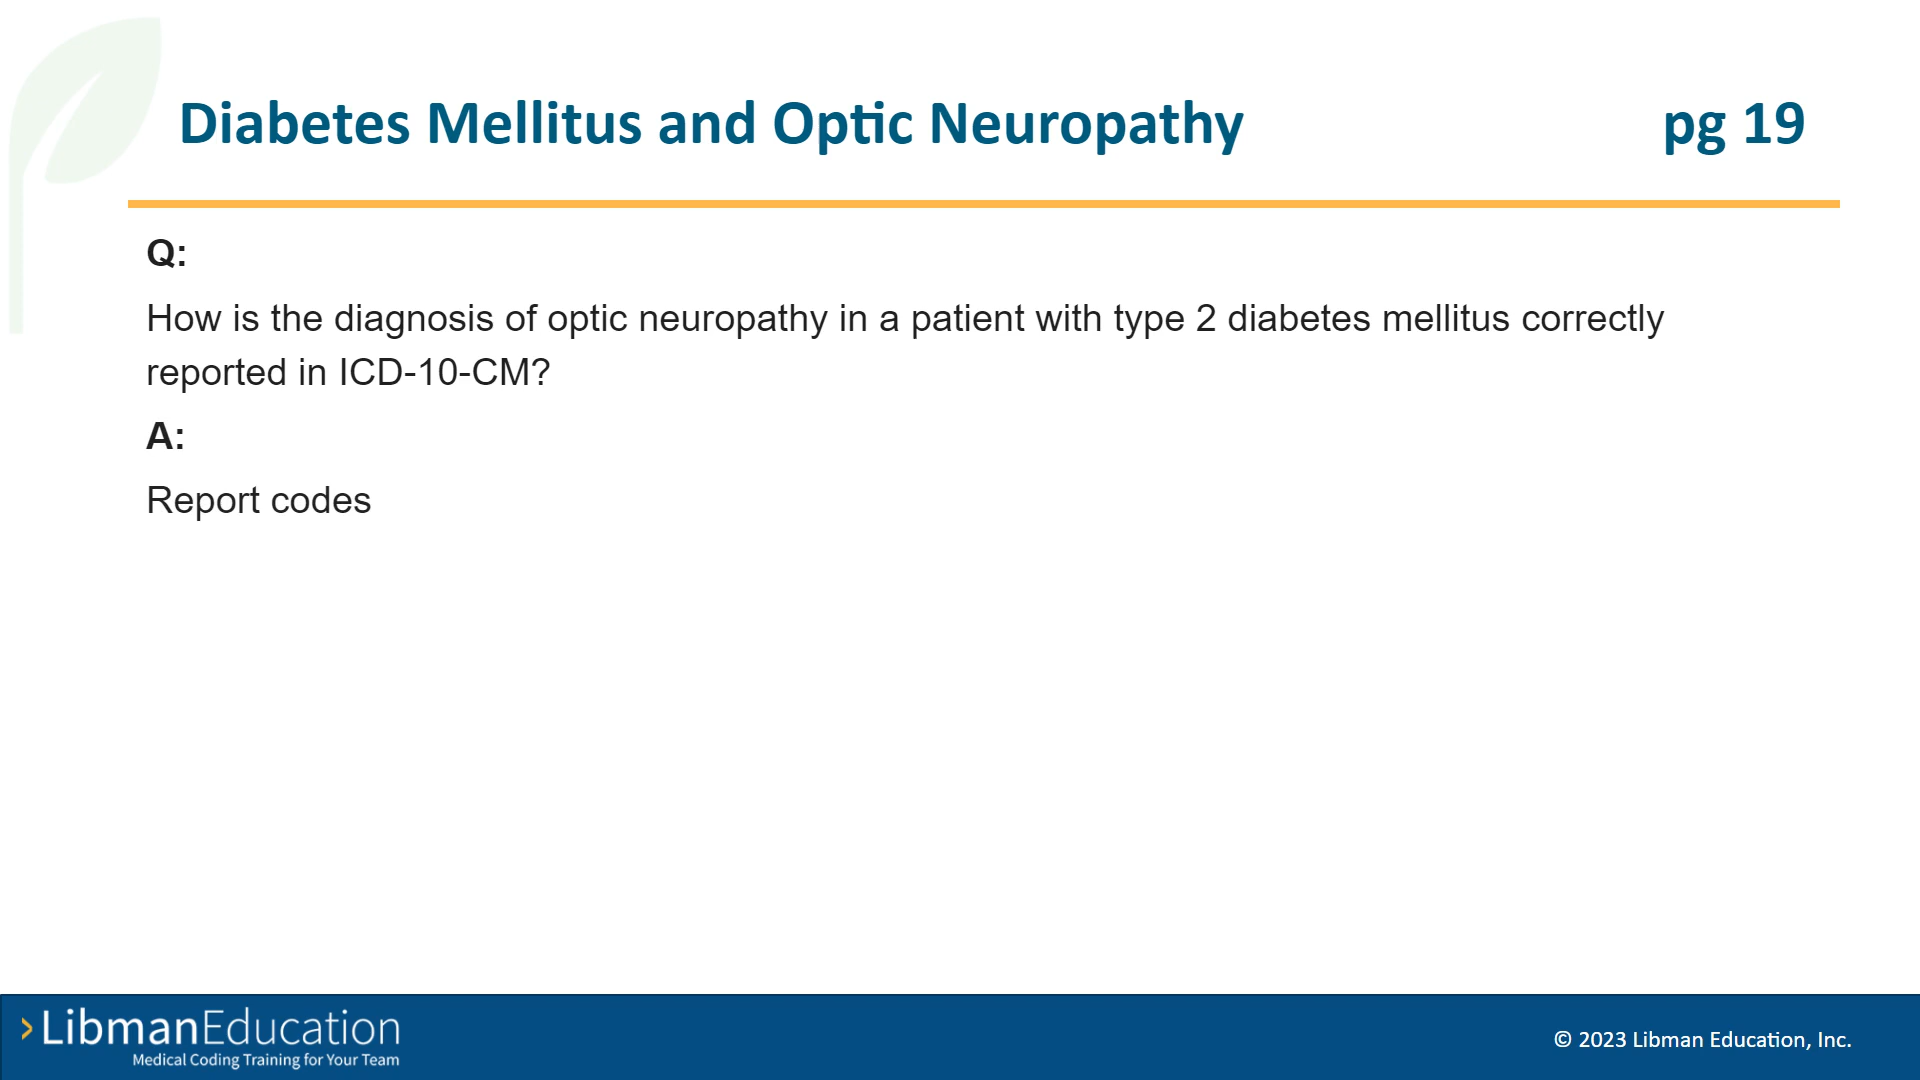 Diabetes Mellitus and Optic Neuropathy pg 19
Q:
How is the diagnosis of optic neuropathy in a patient with type 2 diabetes mellitus correctly
reported in ICD-10-CM?
A:
Report codes
LibmanEducation
Medical Coding Training for Your Team
© 2023 Libman Education, Inc.